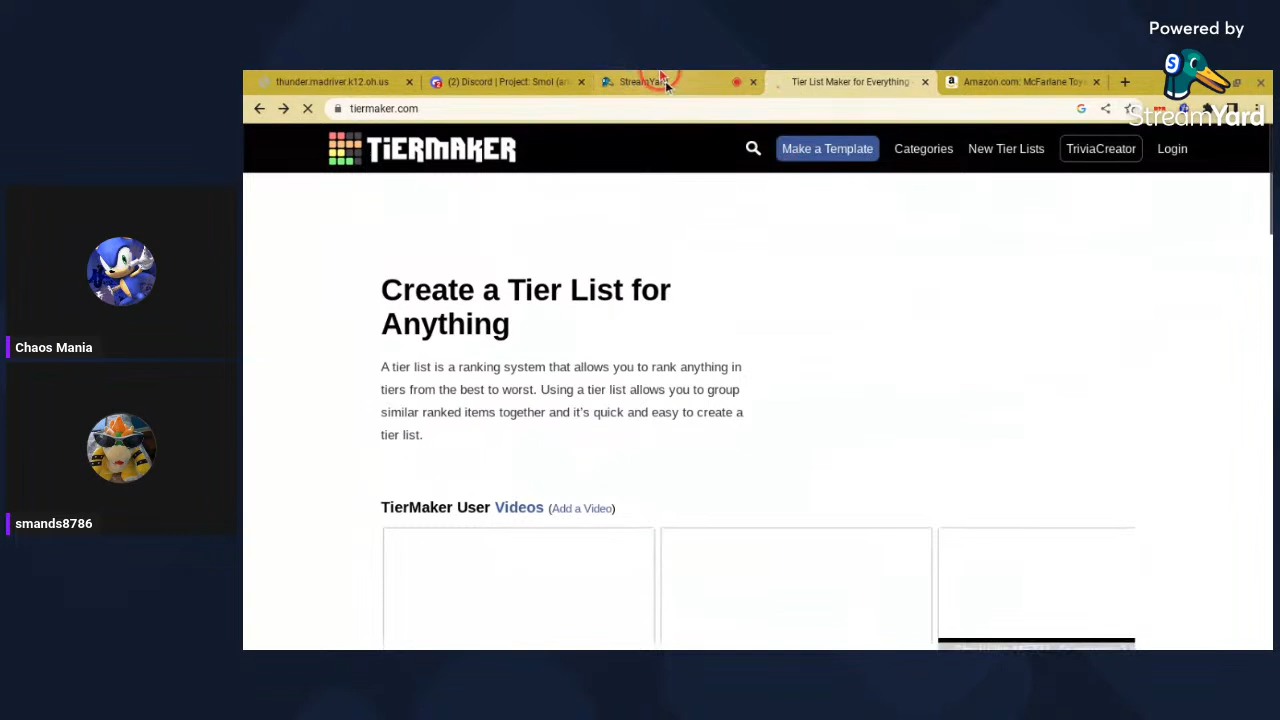 Powered by
StreamYard
thunder.madriver.k12.oh.us
(2) Discord | Project: Smol (an
StreamYard
Tier List Maker for Everything
Amazon.com: McFarlane Toy
tiermaker.com
TiERMAKER
Make a Template
Categories
New Tier Lists
TriviaCreator
Login
Create a Tier List for
Anything
A tier list is a ranking system that allows you to rank anything in
tiers from the best to worst. Using a tier list allows you to group
similar ranked items together and it's quick and easy to create a
tier list.
TierMaker User Videos (Add a Video)
Chaos Mania
smands8786